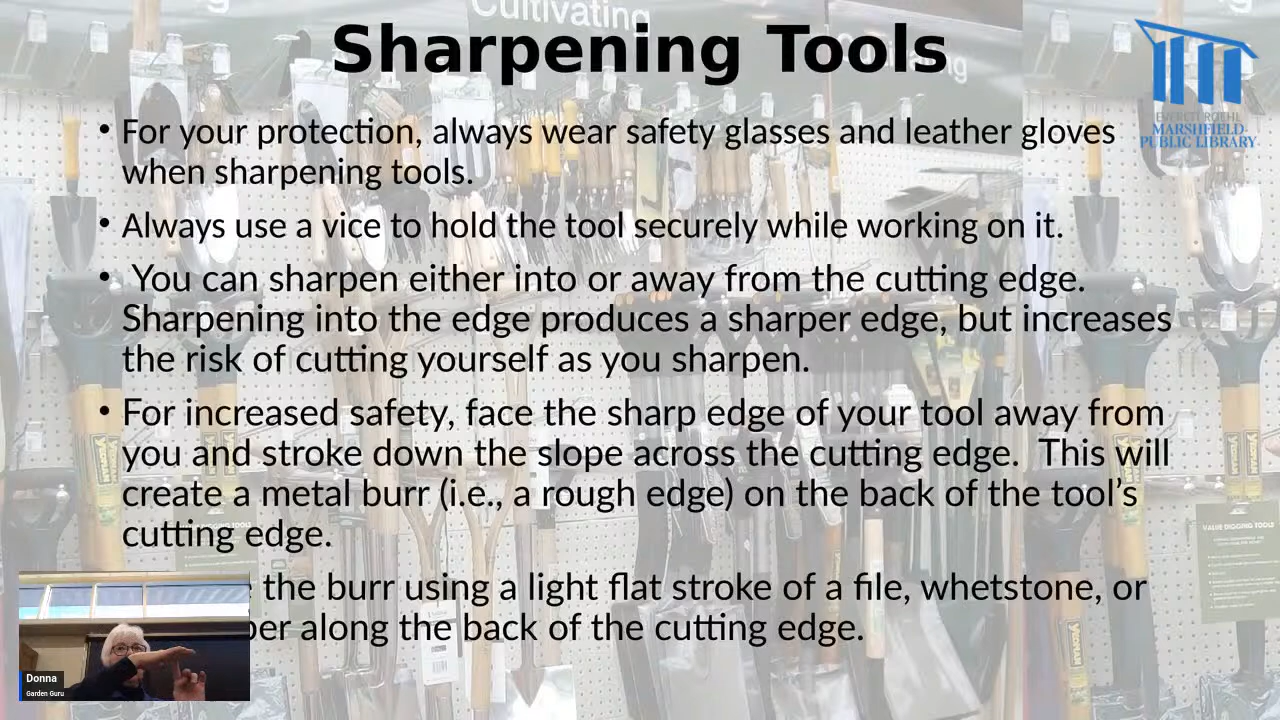 Cultivating
Sharpening Tools
EVERETT ROEHL
MARSHFIELD
PUBLIC LIBRARY
• For your protection, always wear safety glasses and leather gloves
when sharpening tools.
• Always use a vice to hold the tool securely while working on it.
• You can sharpen either into or away from the cutting edge.
Sharpening into the edge produces a sharper edge, but increases
the risk of cutting yourself as you sharpen.
• For increased safety, face the sharp edge of your tool away from
you and stroke down the slope across the cutting edge.  This will
create a metal burr (i.e., a rough edge) on the back of the tool’s
cutting edge.
the burr using a light flat stroke of a file, whetstone, or
along the back of the cutting edge.
VALUE DIGGING TOOLS
Donna
Garden Guru